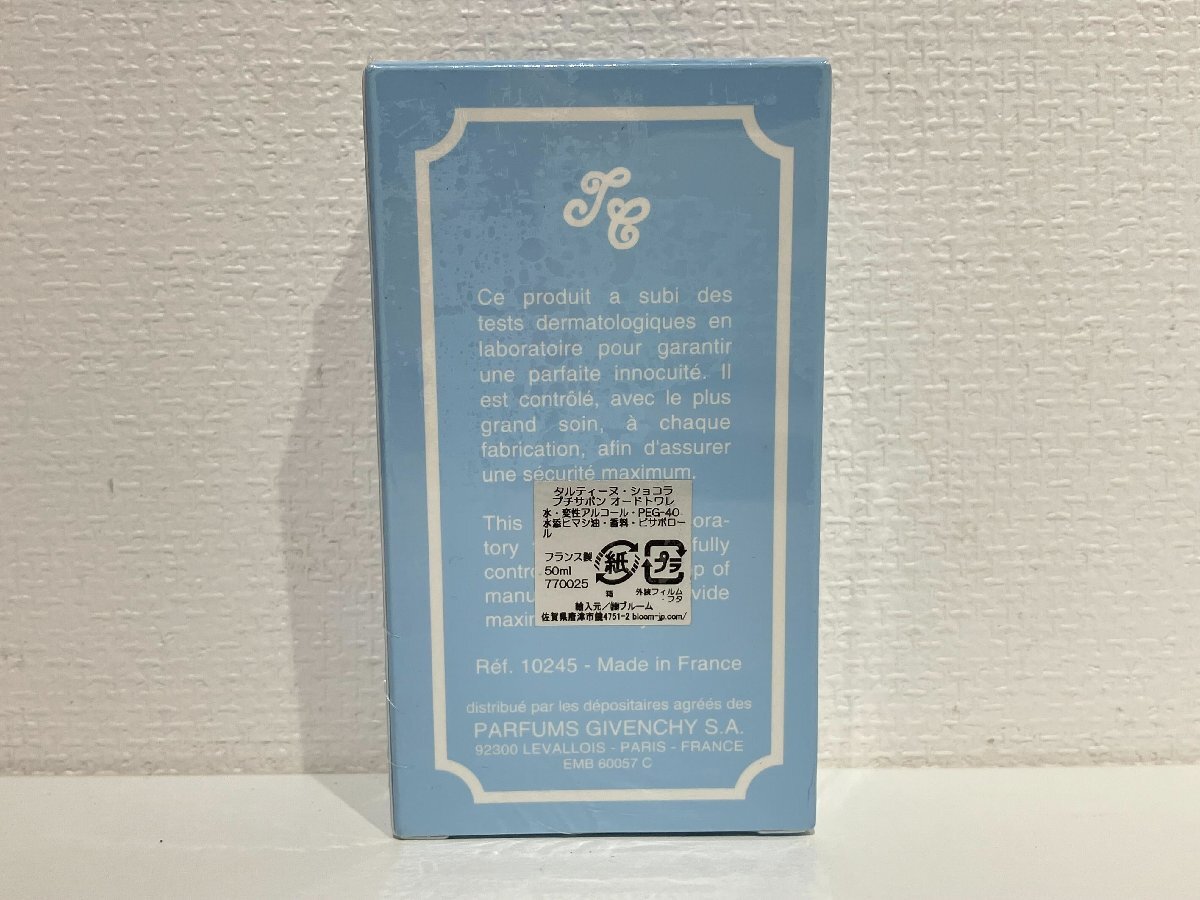 TC
Ce produit a subi des
tests dermatologiques en
laboratoire pour garantir
une parfaite innocuité. Il
est contrôlé, avec le plus
grand soin, à chaque
fabrication, afin d'assurer
une sécurité maximum.
タルティーヌ・ショコラ
プチサボン オードトワレ
水・変性アルコール・PEG-40
水添ヒマシ油・香料・ビサボロー
ル
フランス製
50ml
770025
紙
箱
プラ
外装フィルム
・フタ
輸入元/㈱ブルーム
佐賀県唐津市鏡4751-2 bloom-jp.com/
This ora-
tory fully
contro p of
manu vide
maxim
Réf. 10245 - Made in France
distribué par les dépositaires agréés des
PARFUMS GIVENCHY S.A.
92300 LEVALLOIS - PARIS - FRANCE
EMB 60057 C